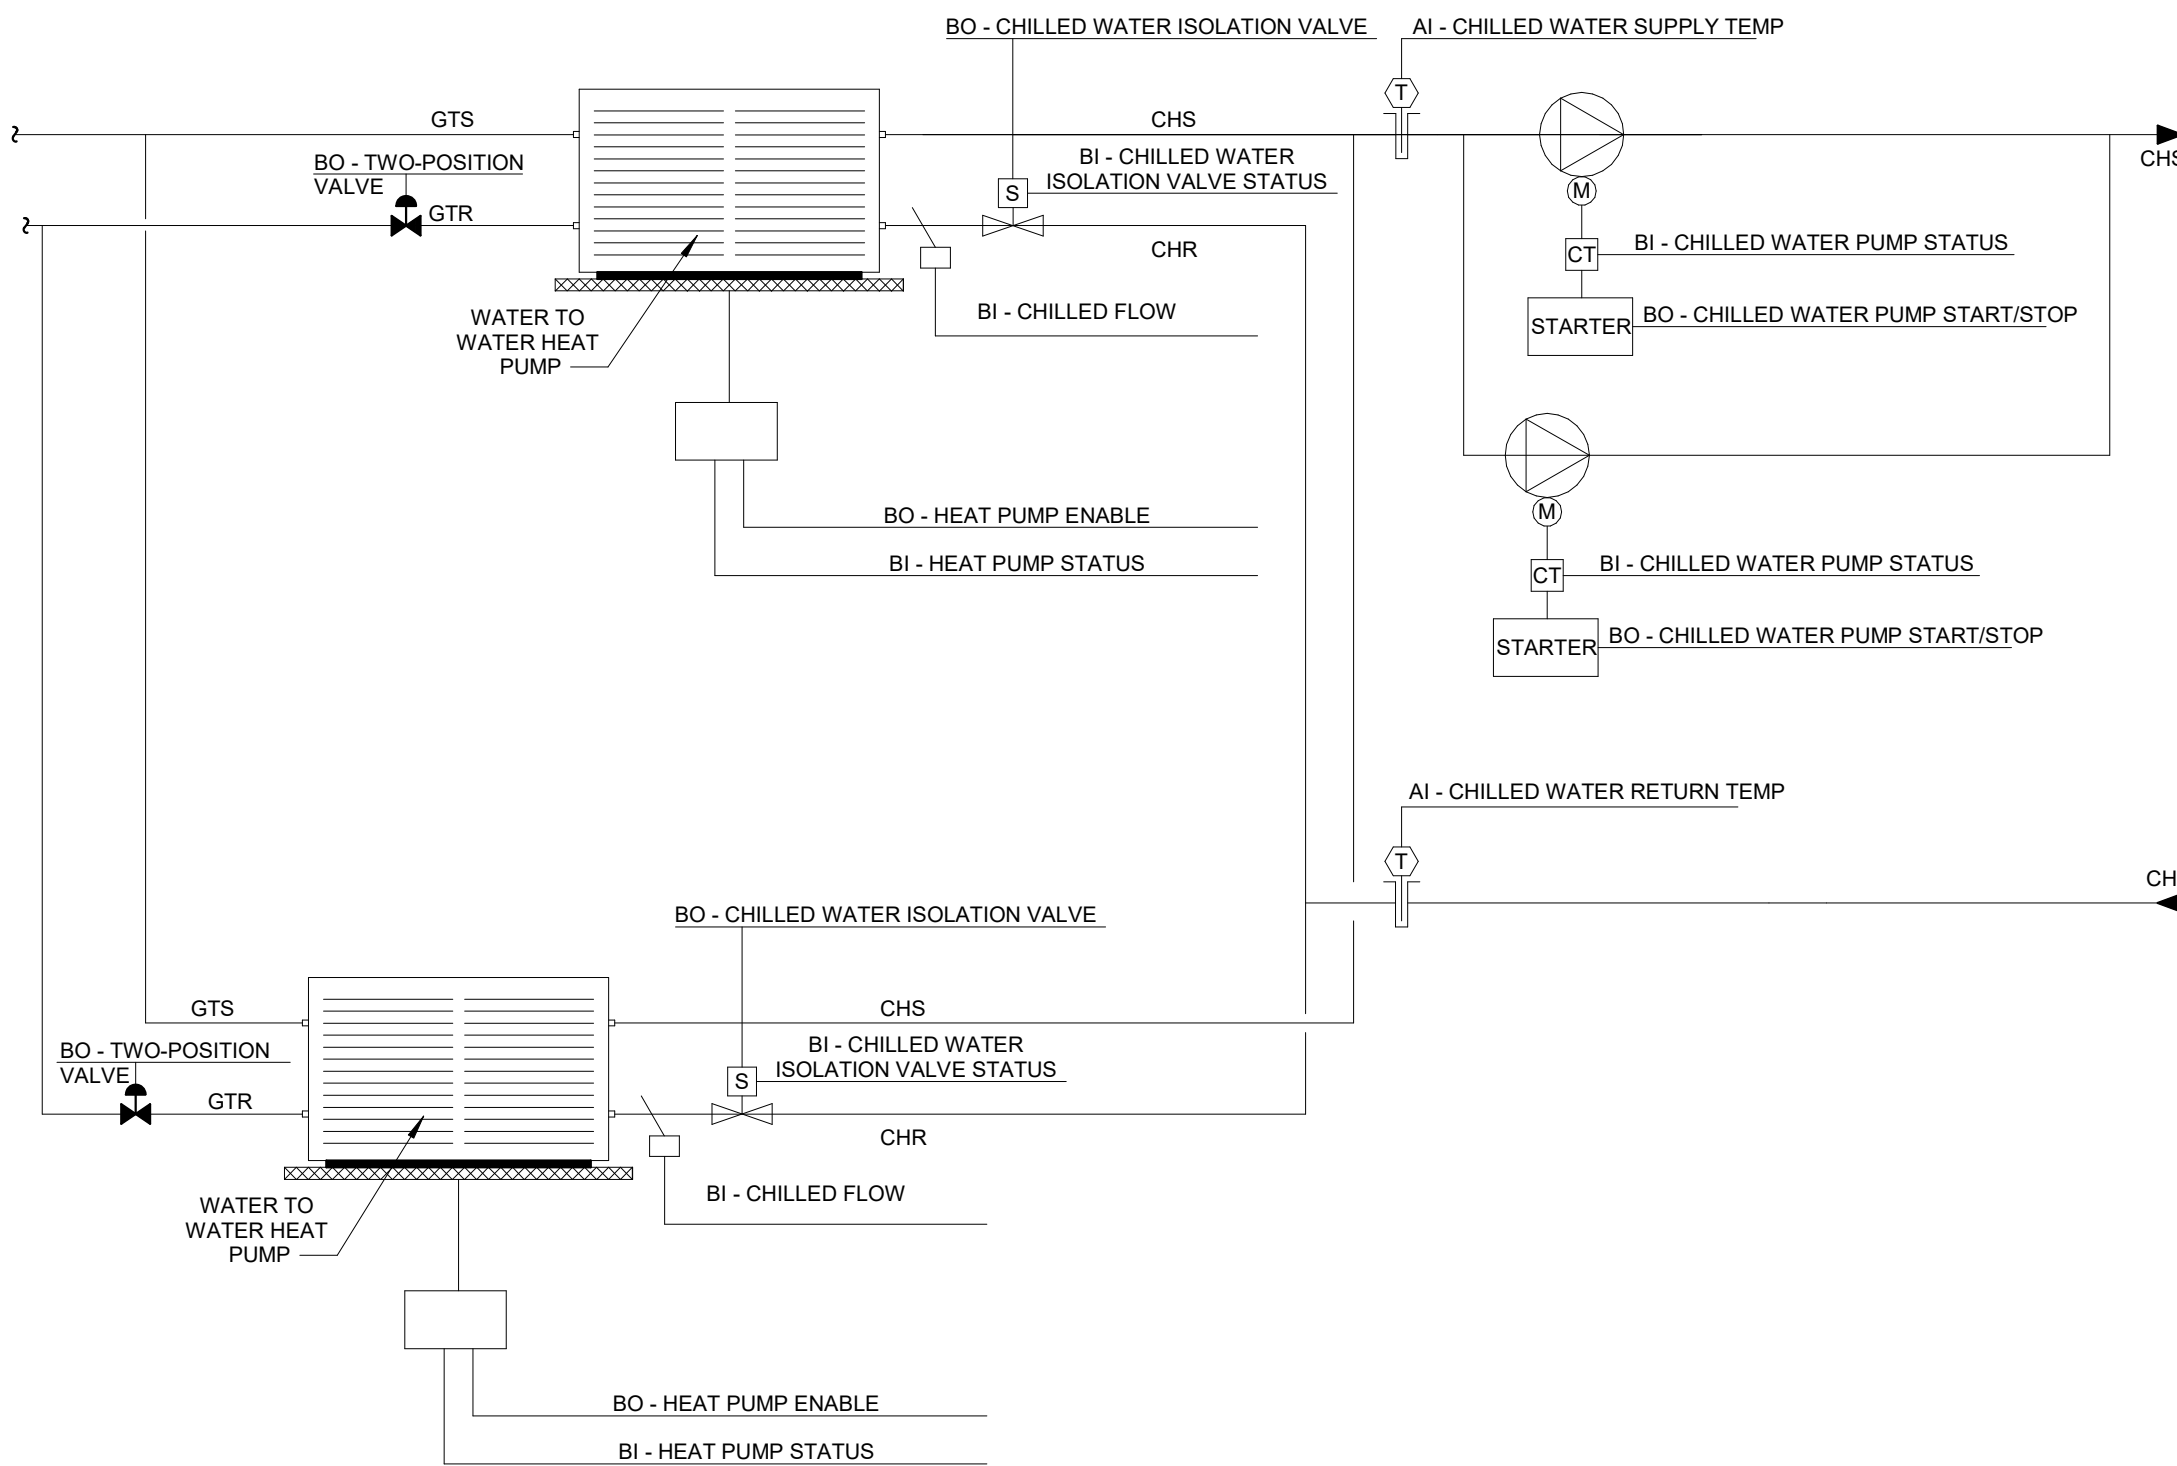 BO - CHILLED WATER ISOLATION VALVE
AI - CHILLED WATER SUPPLY TEMP
T
GTS
CHS
CHS
BO - TWO-POSITION
VALVE
GTR
BI - CHILLED WATER
ISOLATION VALVE STATUS
S
CHR
M
CT
BI - CHILLED WATER PUMP STATUS
STARTER
BO - CHILLED WATER PUMP START/STOP
BI - CHILLED FLOW
WATER TO
WATER HEAT
PUMP
BO - HEAT PUMP ENABLE
BI - HEAT PUMP STATUS
M
CT
BI - CHILLED WATER PUMP STATUS
STARTER
BO - CHILLED WATER PUMP START/STOP
AI - CHILLED WATER RETURN TEMP
T
CH
BO - CHILLED WATER ISOLATION VALVE
GTS
CHS
BO - TWO-POSITION
VALVE
GTR
BI - CHILLED WATER
ISOLATION VALVE STATUS
S
CHR
BI - CHILLED FLOW
WATER TO
WATER HEAT
PUMP
BO - HEAT PUMP ENABLE
BI - HEAT PUMP STATUS